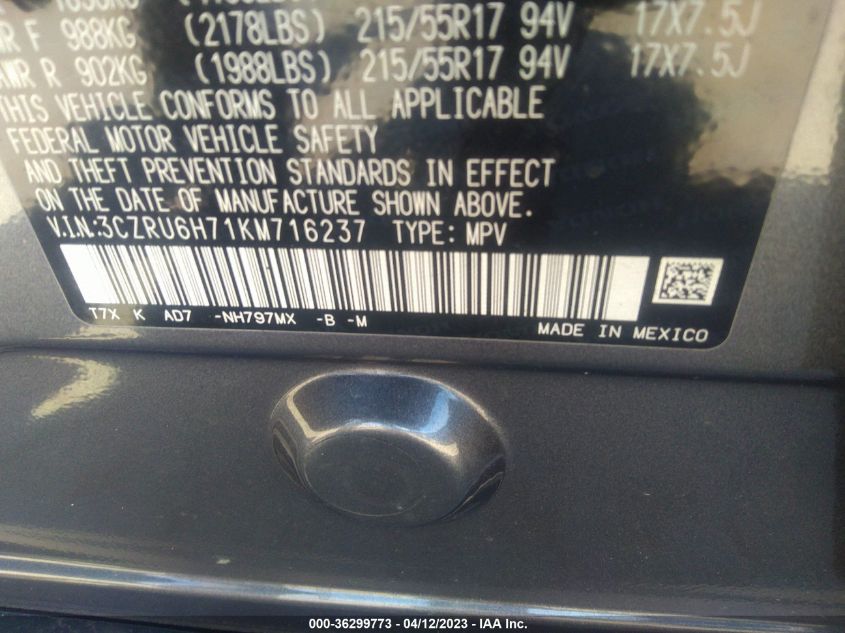 WR F 988KG (2178LBS) 215/55R17 94V 17X7.5J
WR R 902KG (1988LBS) 215/55R17 94V 17X7.5J
THIS VEHICLE CONFORMS TO ALL APPLICABLE
FEDERAL MOTOR VEHICLE SAFETY
AND THEFT PREVENTION STANDARDS IN EFFECT
ON THE DATE OF MANUFACTURE SHOWN ABOVE.
V.I.N:3CZRU6H71KM716237 TYPE: MPV
T7X K AD7 -NH797MX -B -M
MADE IN MEXICO
000-36299773 - 04/12/2023 - IAA Inc.